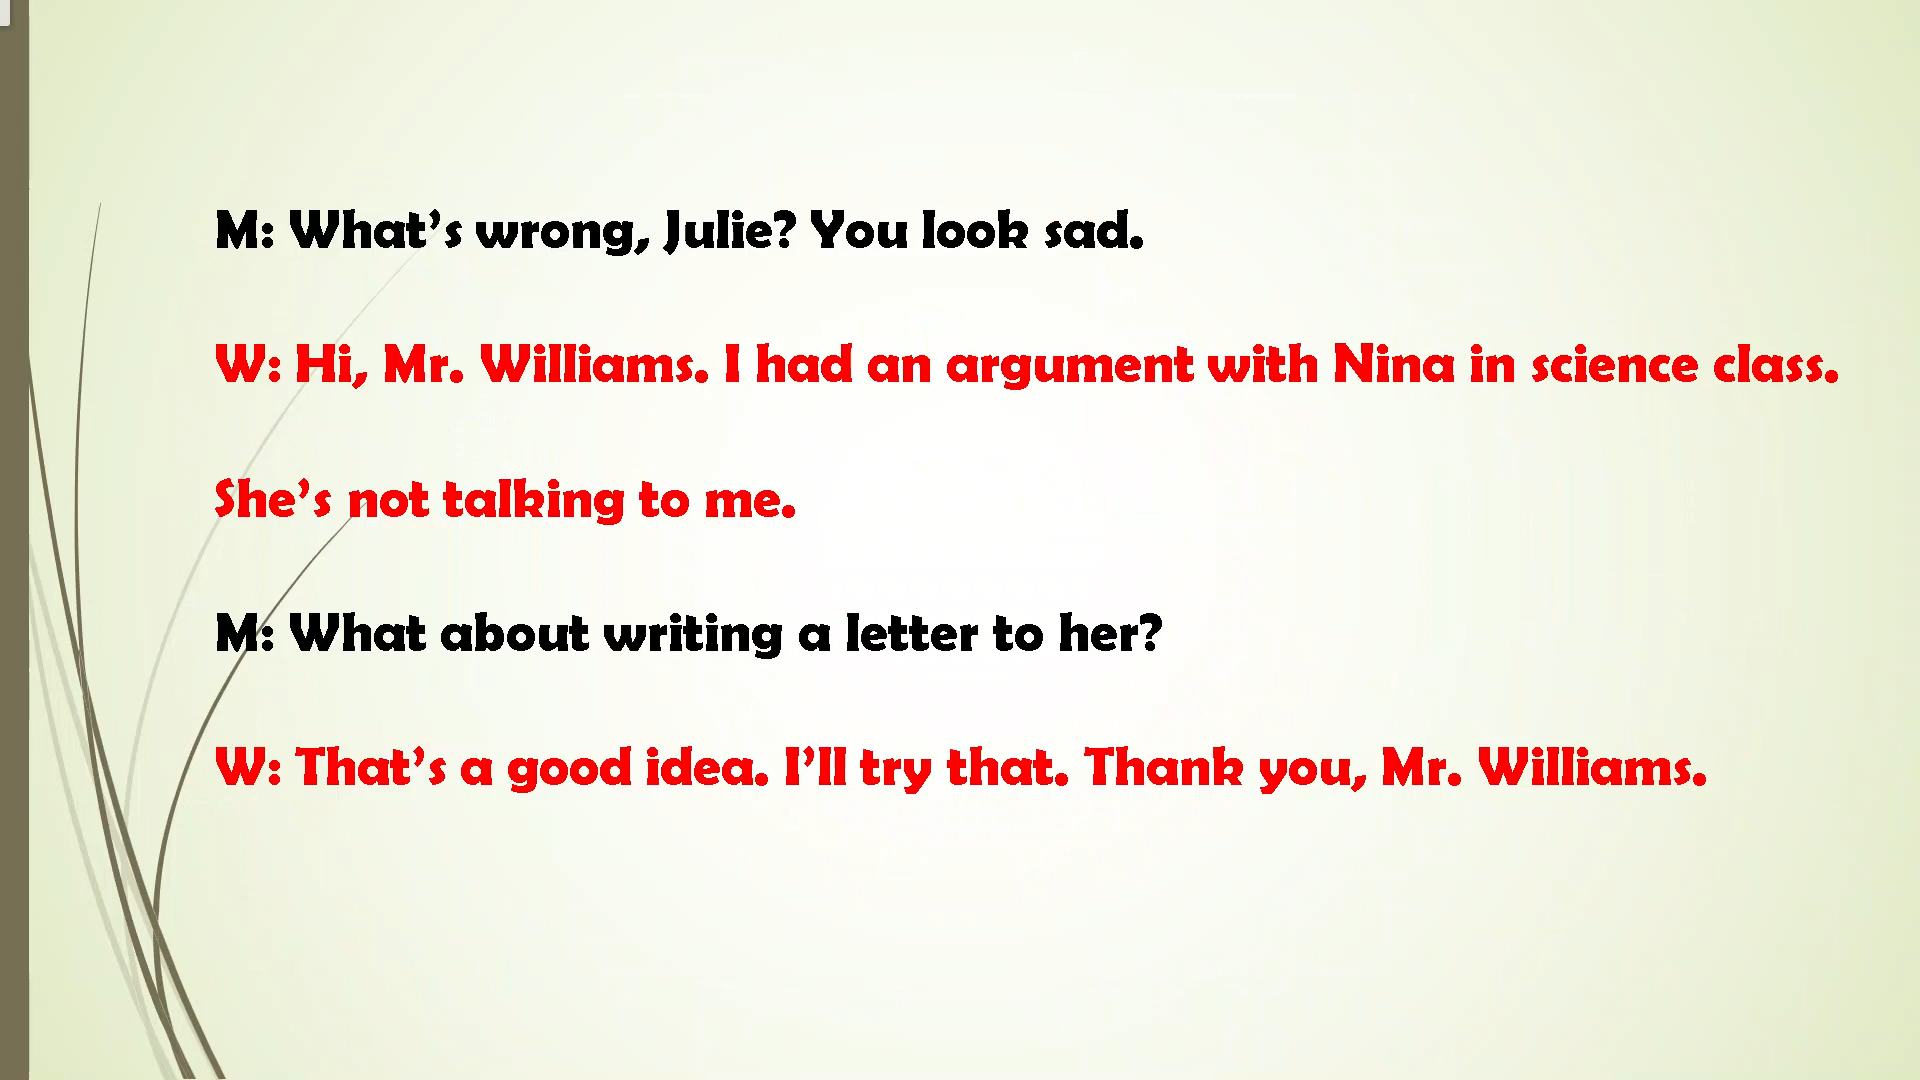 M: What’s wrong, Julie? You look sad.
W: Hi, Mr. Williams. I had an argument with Nina in science class.
She’s not talking to me.
M: What about writing a letter to her?
W: That’s a good idea. I’ll try that. Thank you, Mr. Williams.